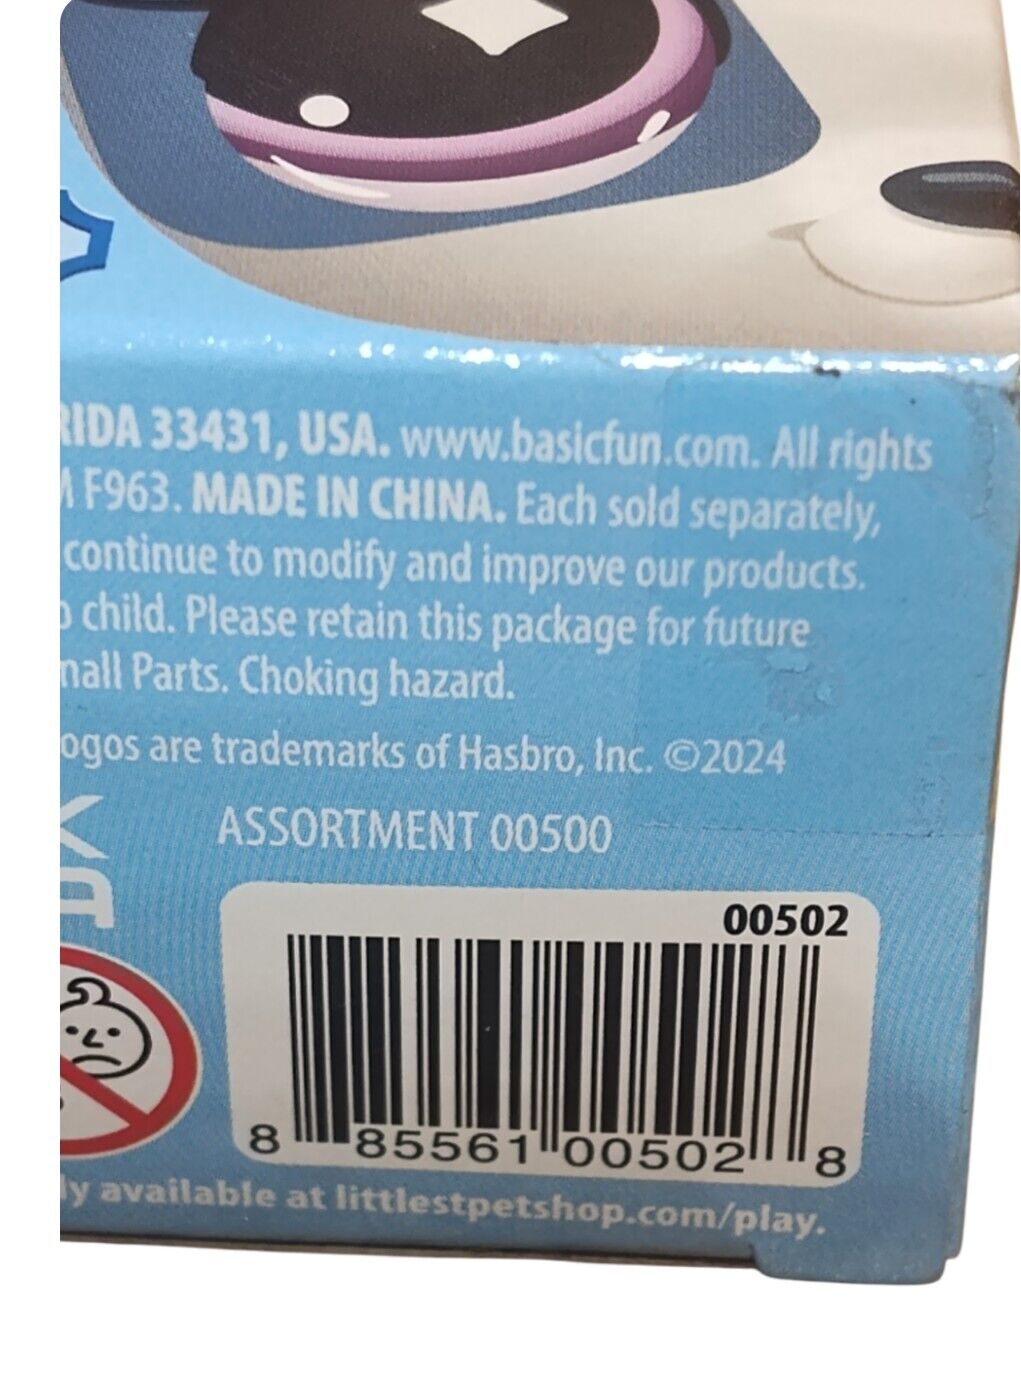 RIDA 33431, USA. www.basicfun.com. All rights
F963. MADE IN CHINA. Each sold separately,
continue to modify and improve our products.
o child. Please retain this package for future
mall Parts. Choking hazard.
ogos are trademarks of Hasbro, Inc. ©2024
ASSORTMENT 00500
00502
8 85561 00502 8
ly available at littlestpetshop.com/play.